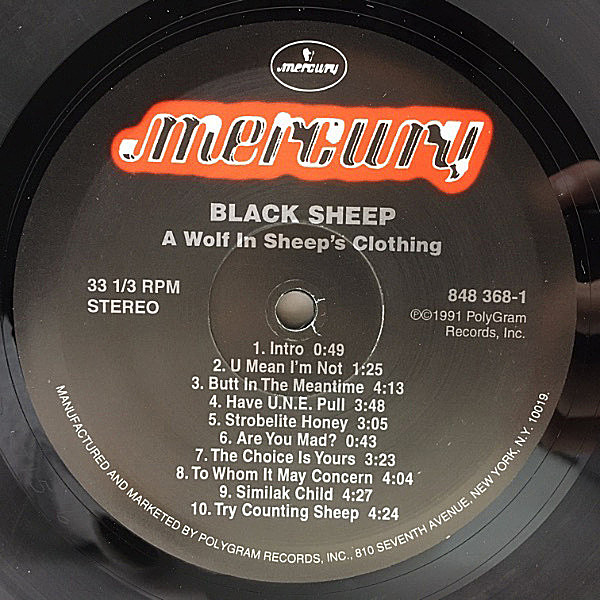 mercury
mercury
BLACK SHEEP
A Wolf In Sheep's Clothing
33 1/3 RPM
STEREO
848 368-1
℗©1991 PolyGram
Records, Inc.
1. Intro 0:49
2. U Mean I'm Not 1:25
3. Butt In The Meantime 4:13
4. Have U.N.E. Pull 3:48
5. Strobelite Honey 3:05
6. Are You Mad? 0:43
7. The Choice Is Yours 3:23
8. To Whom It May Concern 4:04
9. Similak Child 4:27
10. Try Counting Sheep 4:24
MANUFACTURED AND MARKETED BY POLYGRAM RECORDS, INC., 810 SEVENTH AVENUE, NEW YORK, N.Y. 10019.